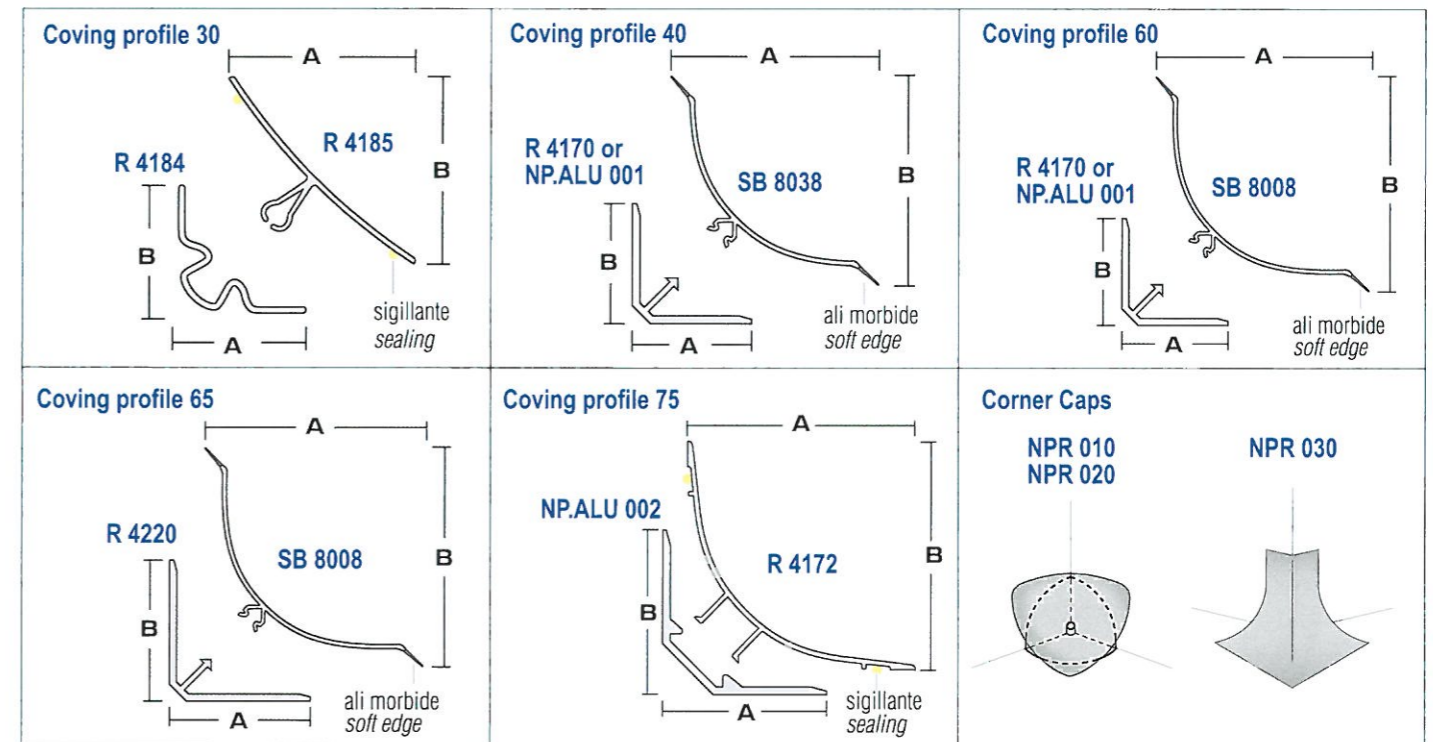 Coving profile 30
A
R 4185
R 4184
B
B
A
sigillante
sealing
Coving profile 40
A
R 4170 or
NP.ALU 001
SB 8038
B
B
A
ali morbide
soft edge
Coving profile 60
A
R 4170 or
NP.ALU 001
SB 8008
B
B
A
ali morbide
soft edge
Coving profile 65
A
R 4220
SB 8008
B
B
A
ali morbide
soft edge
Coving profile 75
A
NP.ALU 002
R 4172
B
B
A
sigillante
sealing
Corner Caps
NPR 010
NPR 020
NPR 030